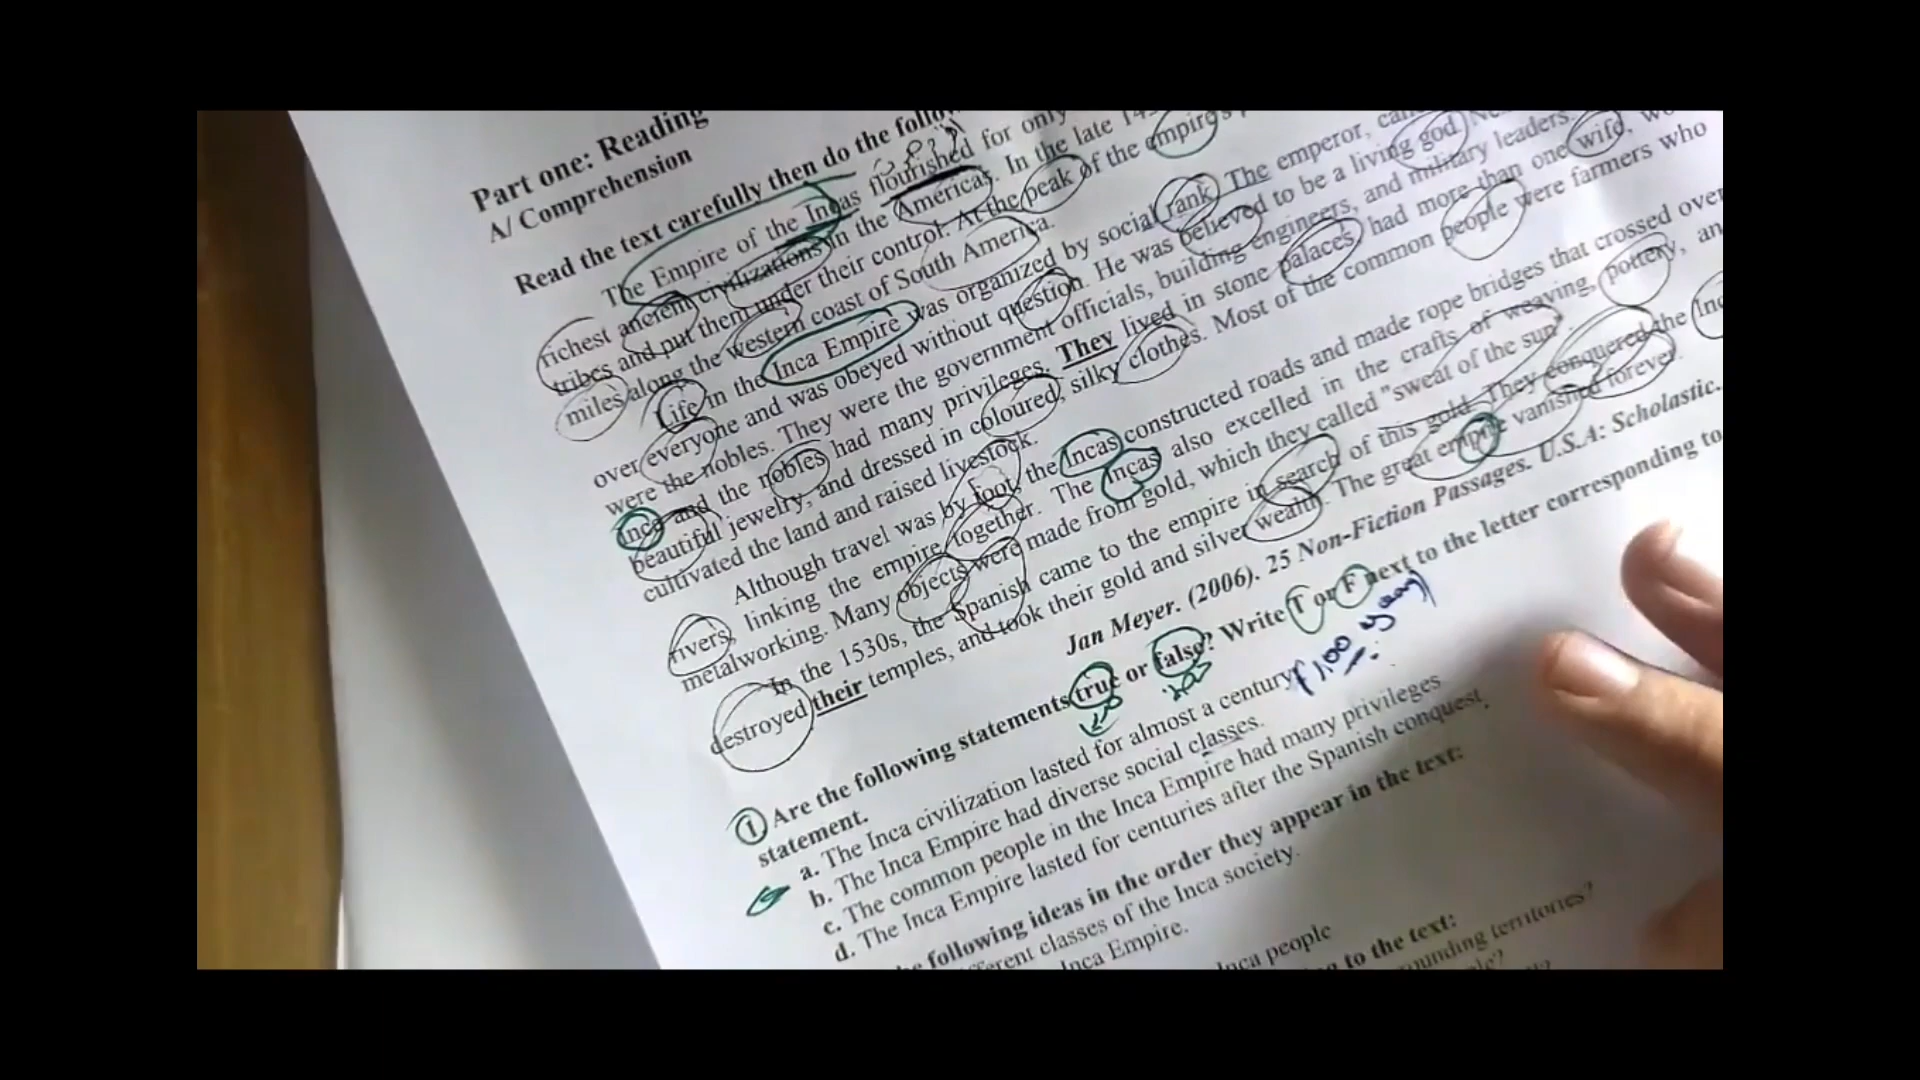 Part one: Reading
A/ Comprehension
Read the text carefully then do the
The Empire of the Incas flourished for only
richest ancient civilizations in the Americas. In the late
tribes and put them under their control. At the peak of the empire's
miles along the western coast of South America.
Life in the Inca Empire was organized by social rank. The emperor,
over everyone and was obeyed without question. He was believed to be a living god.
were the nobles. They were the government officials, building engineers, and military leaders.
Inca and the nobles had many privileges. They lived in stone palaces, had more than one wife,
beautiful jewelry, and dressed in coloured, silky clothes. Most of the common people were farmers who
cultivated the land and raised livestock.
Although travel was by foot, the Incas constructed roads and made rope bridges that crossed over
rivers, linking the empire together. The Incas also excelled in the crafts of weaving, pottery,
metalworking. Many objects were made from gold, which they called "sweat of the sun".
In the 1530s, the Spanish came to the empire in search of this gold. They conquered the
destroyed their temples, and took their gold and silver wealth. The great empire vanished forever.
Jan Meyer. (2006). 25 Non-Fiction Passages. U.S.A: Scholastic.
1 Are the following statements true or false? Write T or F next to the letter corresponding to
statement.
a. The Inca civilization lasted for almost a century. 100
b. The Inca Empire had diverse social classes.
c. The common people in the Inca Empire had many privileges
d. The Inca Empire lasted for centuries after the Spanish conquest.
following ideas in the order they appear in the text:
classes of the Inca society.
Inca Empire.
Inca people
to the text:
territories?